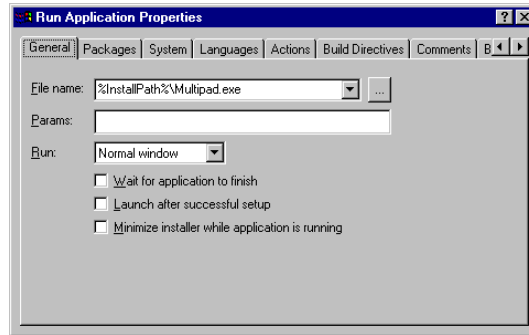 Run Application Properties
General Packages System Languages Actions Build Directives Comments B
File name: %InstallPath%\Multipad.exe ...
Params:
Run: Normal window
Wait for application to finish
Launch after successful setup
Minimize installer while application is running